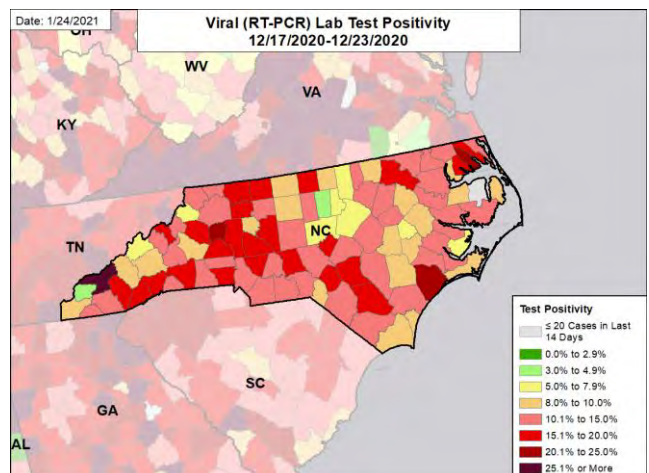 Date: 1/24/2021
Viral (RT-PCR) Lab Test Positivity
12/17/2020-12/23/2020
OH
WV
VA
KY
TN
NC
SC
GA
AL
Test Positivity
≤ 20 Cases in Last
14 Days
0.0% to 2.9%
3.0% to 4.9%
5.0% to 7.9%
8.0% to 10.0%
10.1% to 15.0%
15.1% to 20.0%
20.1% to 25.0%
25.1% or More